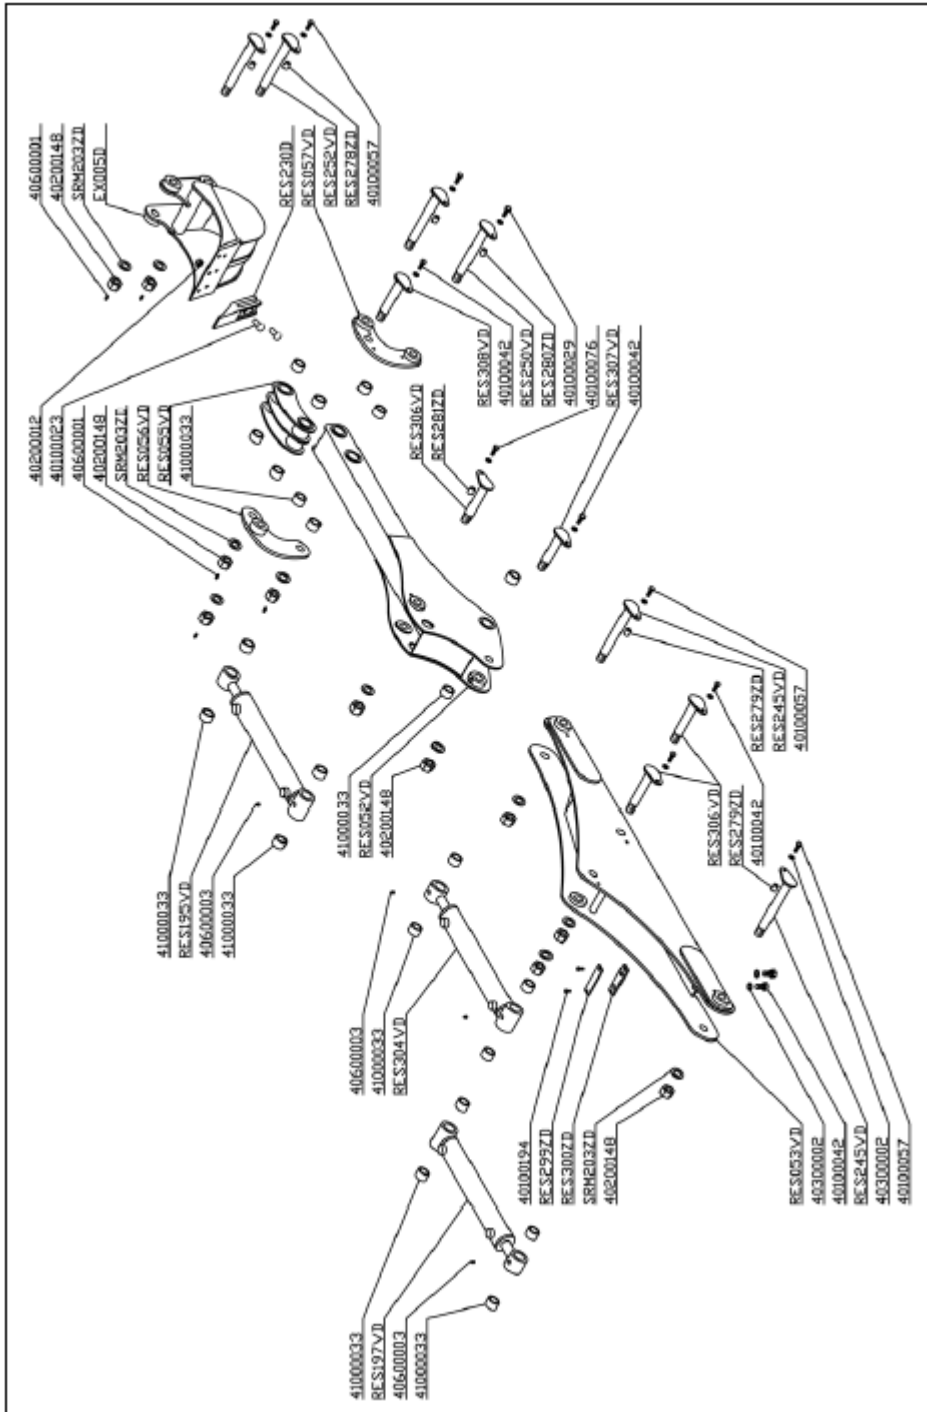 40600001
40200148
SRM203ZD
EX005D
RES230D
RES057VD
RES252VD
RES278ZD
40100057
40200012
40100023
40600001
40200148
SRM203ZD
RES056VD
RES055VD
41000033
RES308VD
40100042
RES250VD
RES280ZD
40100029
40100076
RES307VD
40100042
RES306VD
RES281ZD
41000033
RES052VD
40200148
RES279ZD
RES245VD
40100057
RES306VD
RES279ZD
40100042
41000033
RES195VD
40600003
41000033
40600003
41000033
RES304VD
40100194
RES299ZD
RES300ZD
SRM203ZD
40200148
RES053VD
40300002
40100042
RES245VD
40300002
40100057
41000033
RES197VD
40600003
41000033